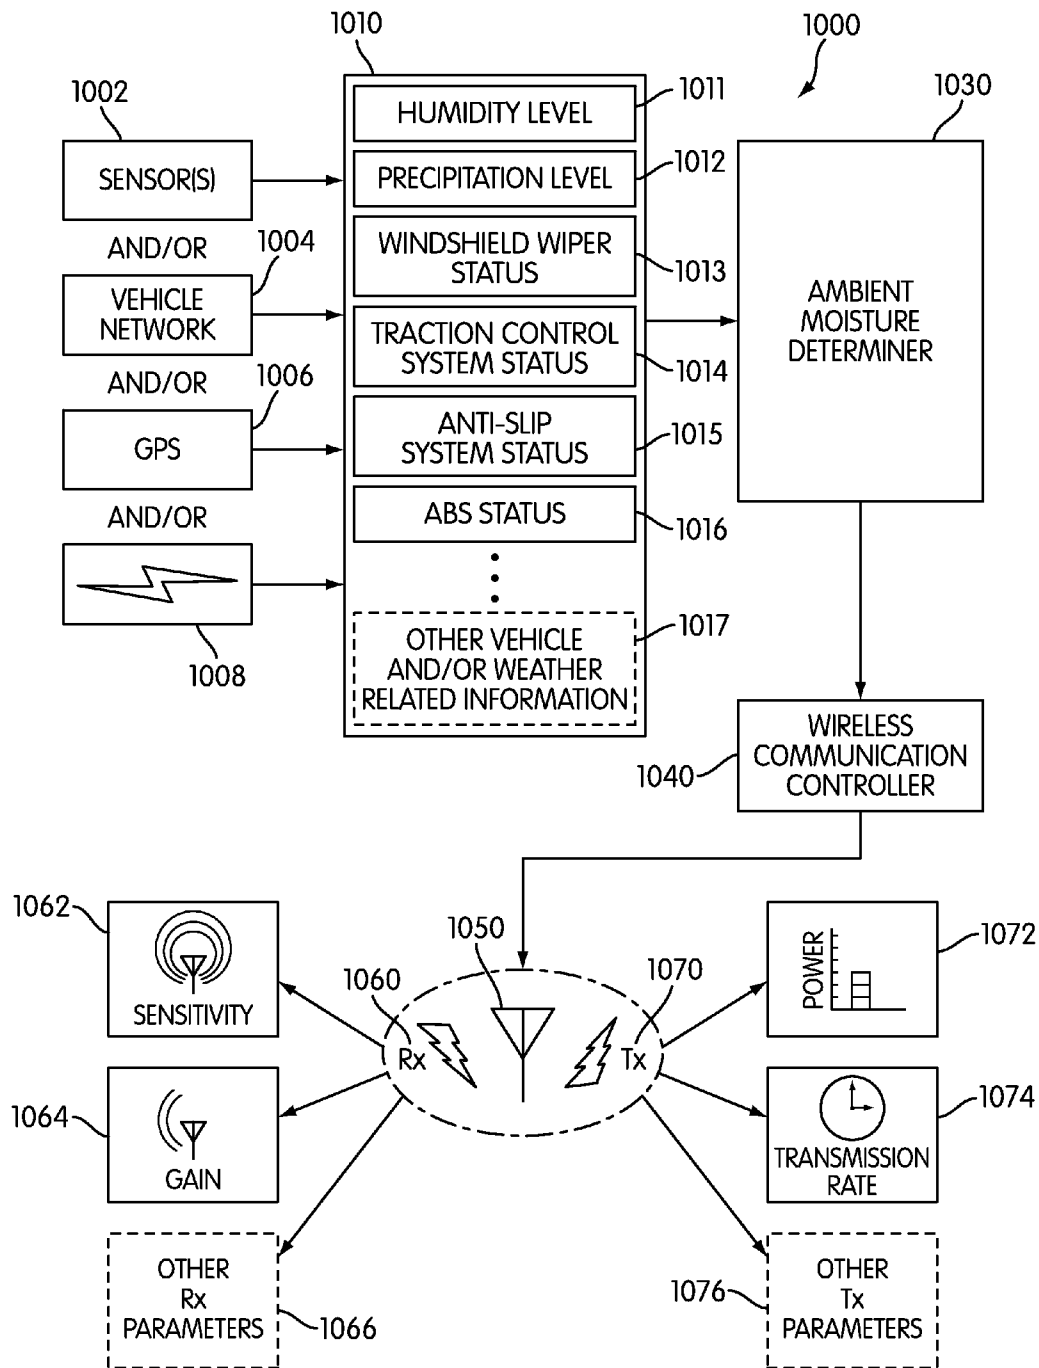 1000
1010
1002
1011
1030
HUMIDITY LEVEL
SENSOR(S)
PRECIPITATION LEVEL
1012
AND/OR
1004
WINDSHIELD WIPER
STATUS
1013
VEHICLE
NETWORK
AMBIENT
MOISTURE
DETERMINER
TRACTION CONTROL
SYSTEM STATUS
1014
AND/OR
1006
GPS
ANTI-SLIP
SYSTEM STATUS
1015
AND/OR
ABS STATUS
1016
1008
1017
OTHER VEHICLE
AND/OR WEATHER
RELATED INFORMATION
1040
WIRELESS
COMMUNICATION
CONTROLLER
1062
SENSITIVITY
1050
1060
Rx
1070
Tx
1072
POWER
1064
GAIN
1074
TRANSMISSION
RATE
OTHER
Rx
PARAMETERS
1066
1076
OTHER
Tx
PARAMETERS